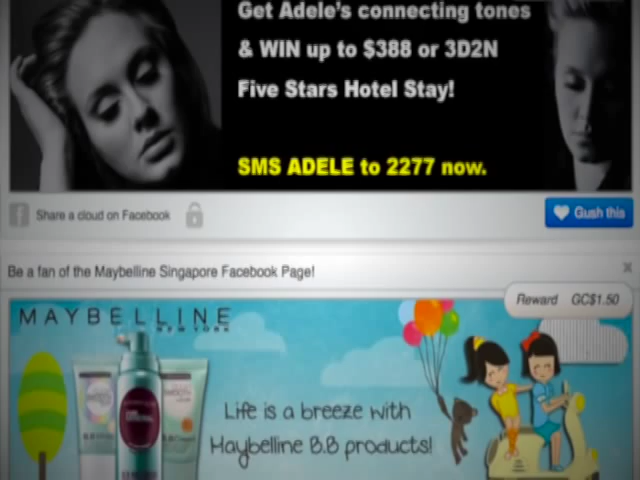 Get Adele's connecting tones
& WIN up to $388 or 3D2N
Five Stars Hotel Stay!
SMS ADELE to 2277 now.
Share a cloud on Facebook
Gush this
Be a fan of the Maybelline Singapore Facebook Page!
Reward GC$1.50
MAYBELLINE
NEW YORK
Life is a breeze with
Maybelline B.B products!